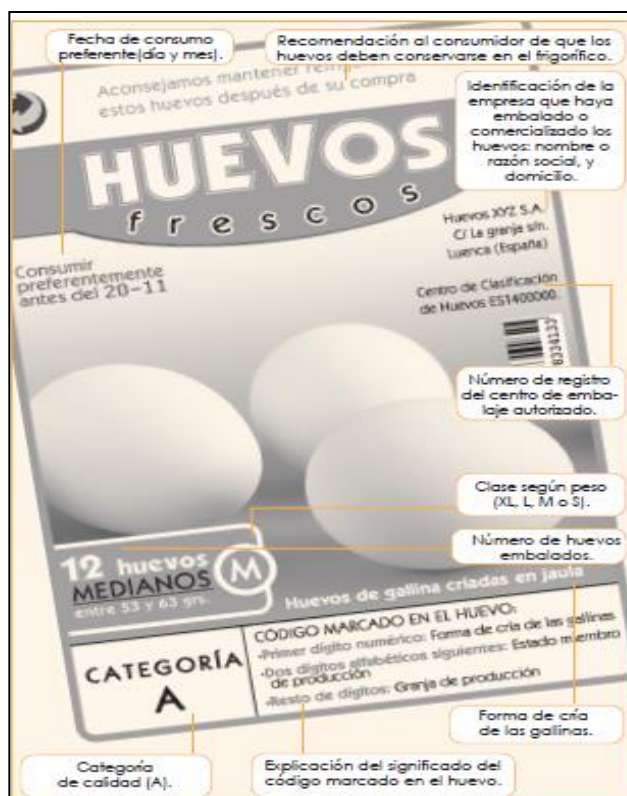 Fecha de consumo
preferente(día y mes).
Recomendación al consumidor de que los
huevos deben conservarse en el frigorífico.
Aconsejamos mantener
estos huevos después de su compra
Identificación de la
empresa que haya
embalado o
comercializado los
huevos: nombre o
razón social, y
domicilio.
HUEVOS
frescos
Huevos XYZ S.A.
C/ La granja s/n.
Luenca (España)
Consumir
preferentemente
antes del 20-11
Centro de Clasificación
de Huevos ES1400000.
8334133
Número de registro
del centro de emba-
laje autorizado.
Clase según peso
(XL, L, M o S).
Número de huevos
embalados.
12 huevos
MEDIANOS
entre 53 y 63 grs.
M
Huevos de gallina criadas en jaula
CATEGORÍA
A
CÓDIGO MARCADO EN EL HUEVO:
•Primer dígito numérico: Forma de cría de las gallinas
•Dos dígitos alfabéticos siguientes: Estado miembro
de producción
•Resto de dígitos: Granja de producción
Forma de cría
de las gallinas.
Categoría
de calidad (A).
Explicación del significado del
código marcado en el huevo.